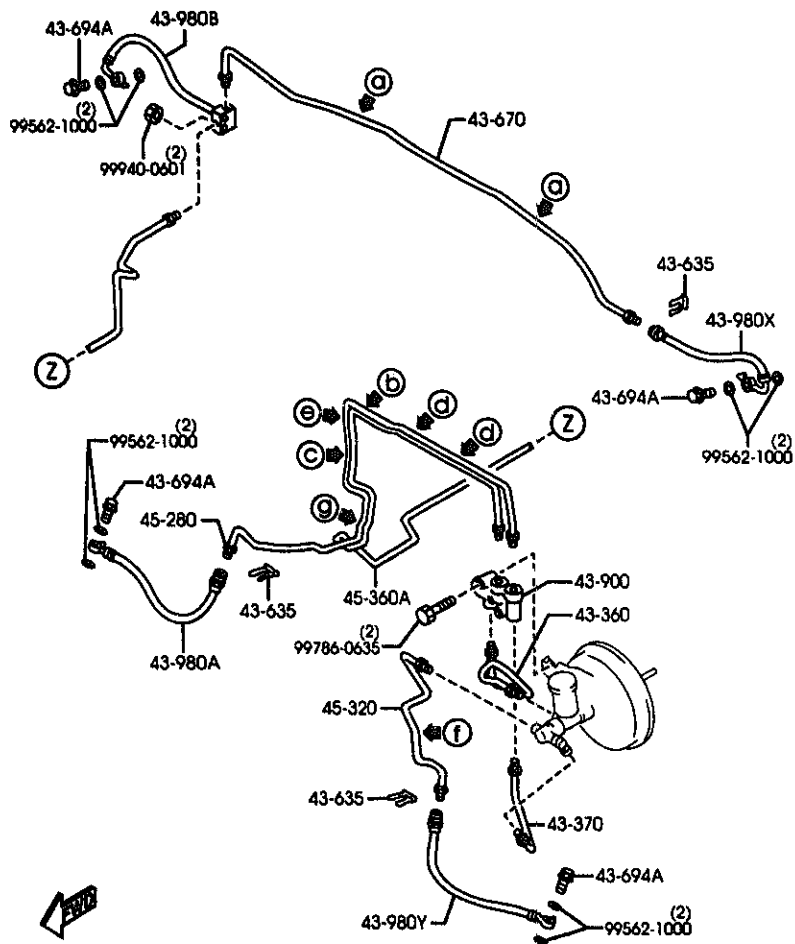 43-980B
43-694A
a
(2)
99562-1000
43-670
(2)
99940-0601
a
43-635
43-980X
Z
b
43-694A
e
d
Z
(2)
99562-1000
(2)
99562-1000
c
d
43-694A
g
45-280
43-900
43-635
45-360A
43-360
(2)
99786-0635
43-980A
45-320
f
43-635
43-370
43-694A
FWD
43-980Y
(2)
99562-1000